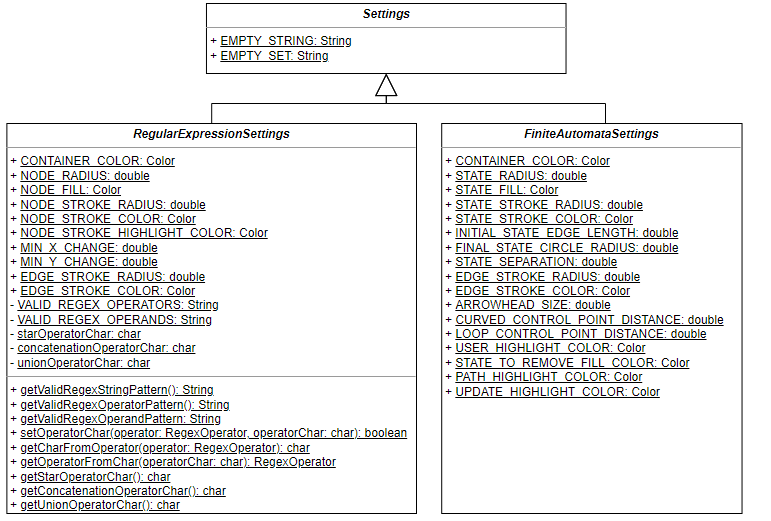 Settings
+ EMPTY_STRING: String
+ EMPTY_SET: String
RegularExpressionSettings
+ CONTAINER_COLOR: Color
+ NODE_RADIUS: double
+ NODE_FILL: Color
+ NODE_STROKE_RADIUS: double
+ NODE_STROKE_COLOR: Color
+ NODE_STROKE_HIGHLIGHT_COLOR: Color
+ MIN_X_CHANGE: double
+ MIN_Y_CHANGE: double
+ EDGE_STROKE_RADIUS: double
+ EDGE_STROKE_COLOR: Color
- VALID_REGEX_OPERATORS: String
- VALID_REGEX_OPERANDS: String
- starOperatorChar: char
- concatenationOperatorChar: char
- unionOperatorChar: char
+ getValidRegexStringPattern(): String
+ getValidRegexOperatorPattern(): String
+ getValidRegexOperandPattern: String
+ setOperatorChar(operator: RegexOperator, operatorChar: char): boolean
+ getCharFromOperator(operator: RegexOperator): char
+ getOperatorFromChar(operatorChar: char): RegexOperator
+ getStarOperatorChar(): char
+ getConcatenationOperatorChar(): char
+ getUnionOperatorChar(): char
FiniteAutomataSettings
+ CONTAINER_COLOR: Color
+ STATE_RADIUS: double
+ STATE_FILL: Color
+ STATE_STROKE_RADIUS: double
+ STATE_STROKE_COLOR: Color
+ INITIAL_STATE_EDGE_LENGTH: double
+ FINAL_STATE_CIRCLE_RADIUS: double
+ STATE_SEPARATION: double
+ EDGE_STROKE_RADIUS: double
+ EDGE_STROKE_COLOR: Color
+ ARROWHEAD_SIZE: double
+ CURVED_CONTROL_POINT_DISTANCE: double
+ LOOP_CONTROL_POINT_DISTANCE: double
+ USER_HIGHLIGHT_COLOR: Color
+ STATE_TO_REMOVE_FILL_COLOR: Color
+ PATH_HIGHLIGHT_COLOR: Color
+ UPDATE_HIGHLIGHT_COLOR: Color